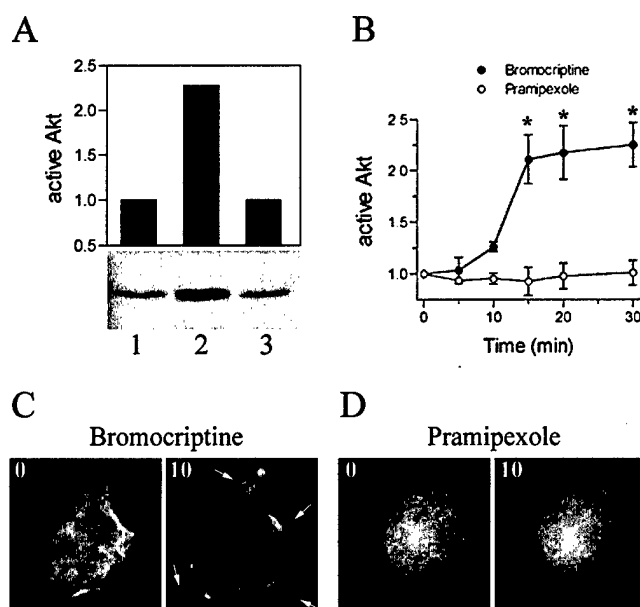 A
2.5
2.0
1.5
1.0
0.5
active Akt
1 2 3
B
Bromocriptine
Pramipexole
* * *
2.5
2.0
1.5
1.0
active Akt
0 10 20 30
Time (min)
C
Bromocriptine
0 10
D
Pramipexole
0 10